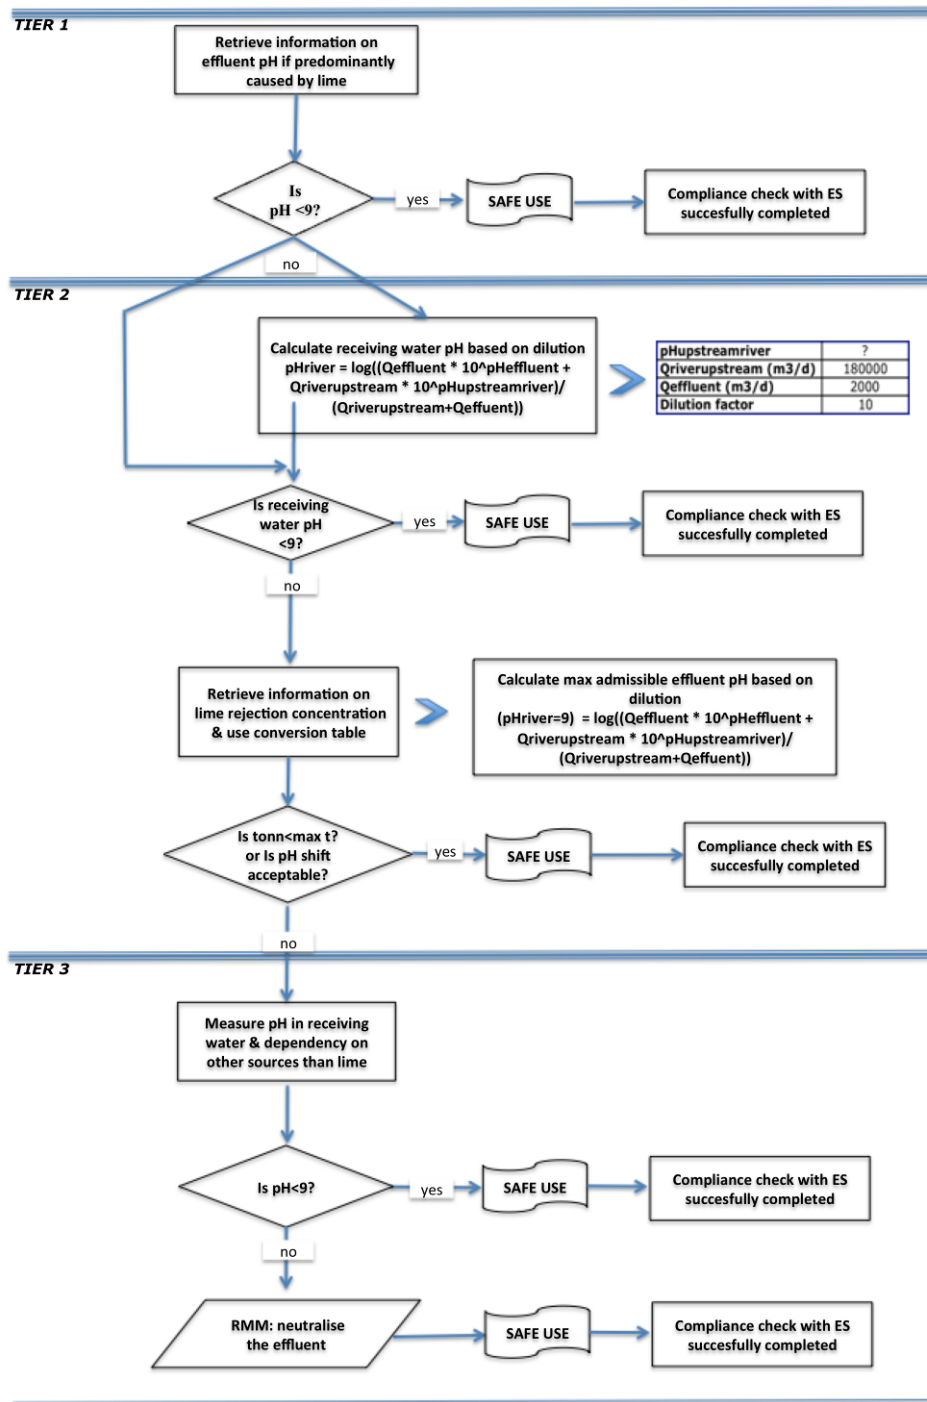 TIER 1
Retrieve information on
effluent pH if predominantly
caused by lime
Is
pH <9?
yes
SAFE USE
Compliance check with ES
succesfully completed
no
TIER 2
Calculate receiving water pH based on dilution
pHriver = log((Qeffluent * 10^pHeffluent +
Qriverupstream * 10^pHupstreamriver)/
(Qriverupstream+Qeffuent))
pHupstreamriver ?
Qriverupstream (m3/d) 180000
Qeffluent (m3/d) 2000
Dilution factor 10
Is receiving
water pH
<9?
yes
SAFE USE
Compliance check with ES
succesfully completed
no
Retrieve information on
lime rejection concentration
& use conversion table
Calculate max admissible effluent pH based on
dilution
(pHriver=9) = log((Qeffluent * 10^pHeffluent +
Qriverupstream * 10^pHupstreamriver)/
(Qriverupstream+Qeffuent))
Is tonn<max t?
or Is pH shift
acceptable?
yes
SAFE USE
Compliance check with ES
succesfully completed
no
TIER 3
Measure pH in receiving
water & dependency on
other sources than lime
Is pH<9?
yes
SAFE USE
Compliance check with ES
succesfully completed
no
RMM: neutralise
the effluent
SAFE USE
Compliance check with ES
succesfully completed